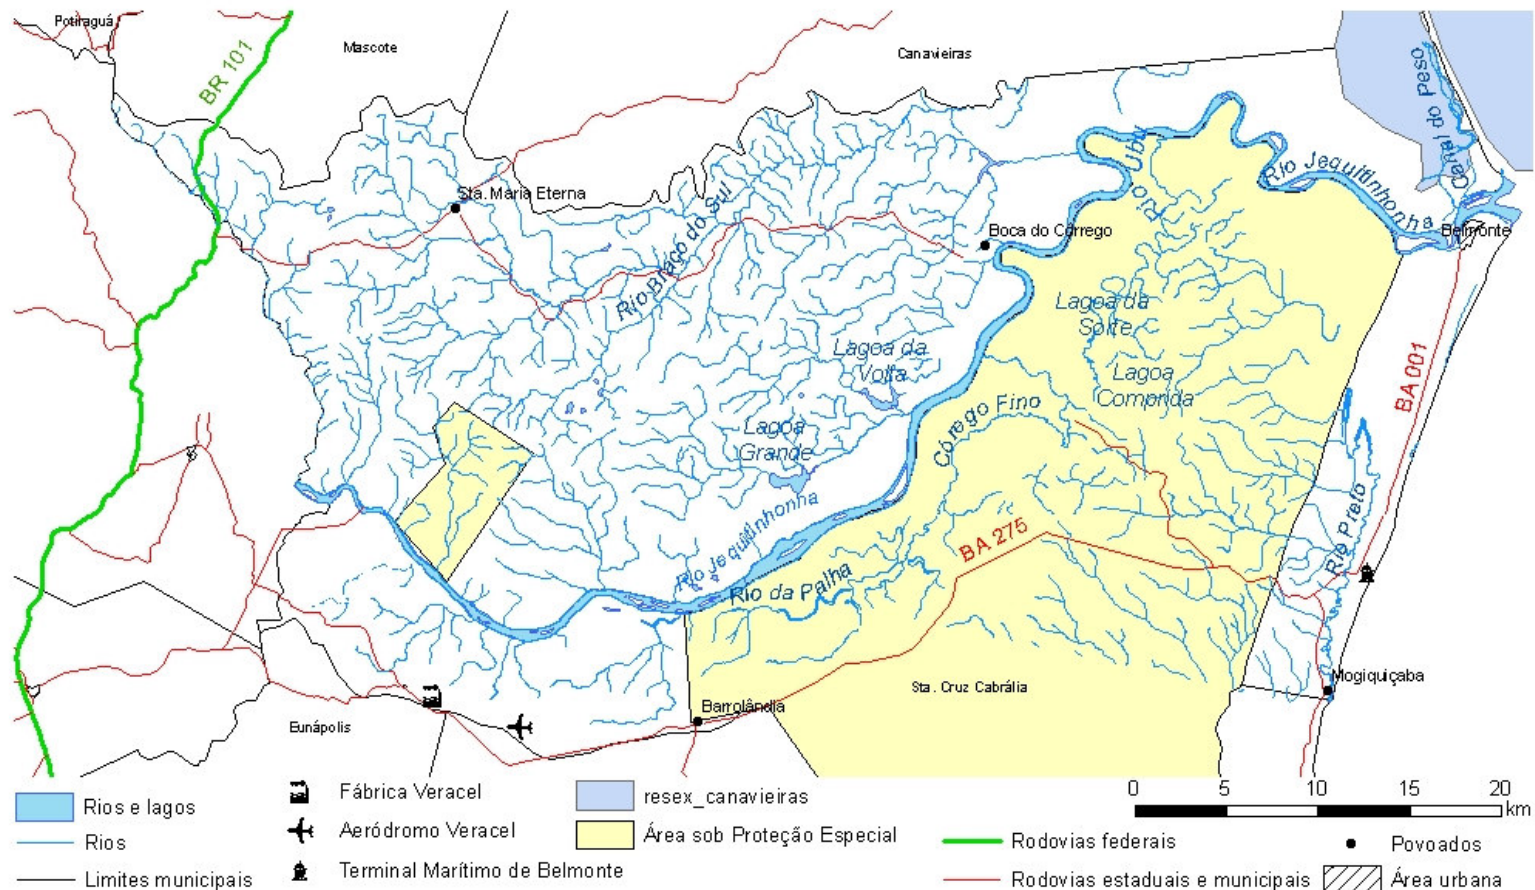 Potiraguá
BR 101
Mascote
Canavieiras
Canal do Peso
Rio Ubu
Rio Jequitinhonha
Belmonte
Sta. Maria Eterna
Rio Braço do Sul
Boca do Córrego
Lagoa da
Solte
Lagoa da
Volta
Lagoa
Comprida
BA 001
Córrego Fino
Lagoa
Grande
Rio Jequitinhonha
Rio Preto
BA 275
Rio da Palha
Sta. Cruz Cabrália
Mogiquiçaba
Barrolândia
Eunápolis
Rios e lagos
Rios
Limites municipais
Fábrica Veracel
Aeródromo Veracel
Terminal Marítimo de Belmonte
resex_canavieiras
Área sob Proteção Especial
0 5 10 15 20
km
Rodovias federais
Rodovias estaduais e municipais
Povoados
Área urbana